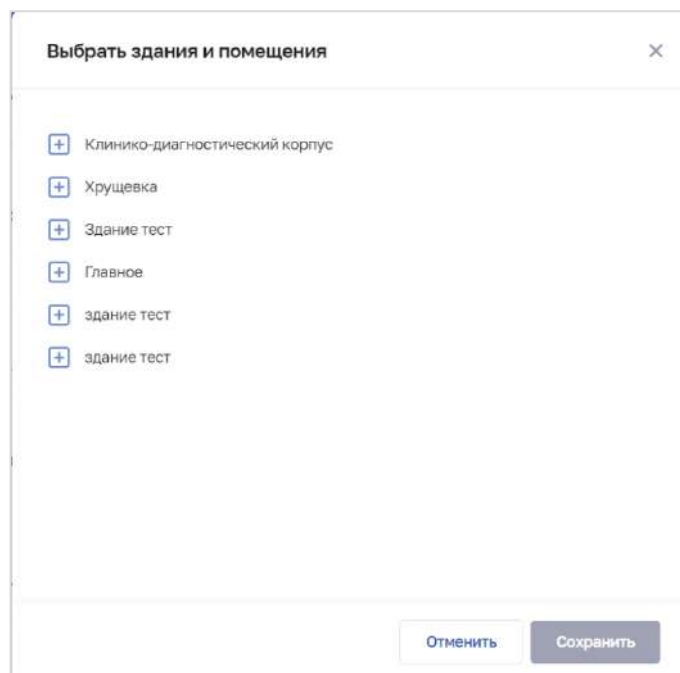 Выбрать здания и помещения
Клинико-диагностический корпус
Хрущевка
Здание тест
Главное
здание тест
здание тест
Отменить
Сохранить